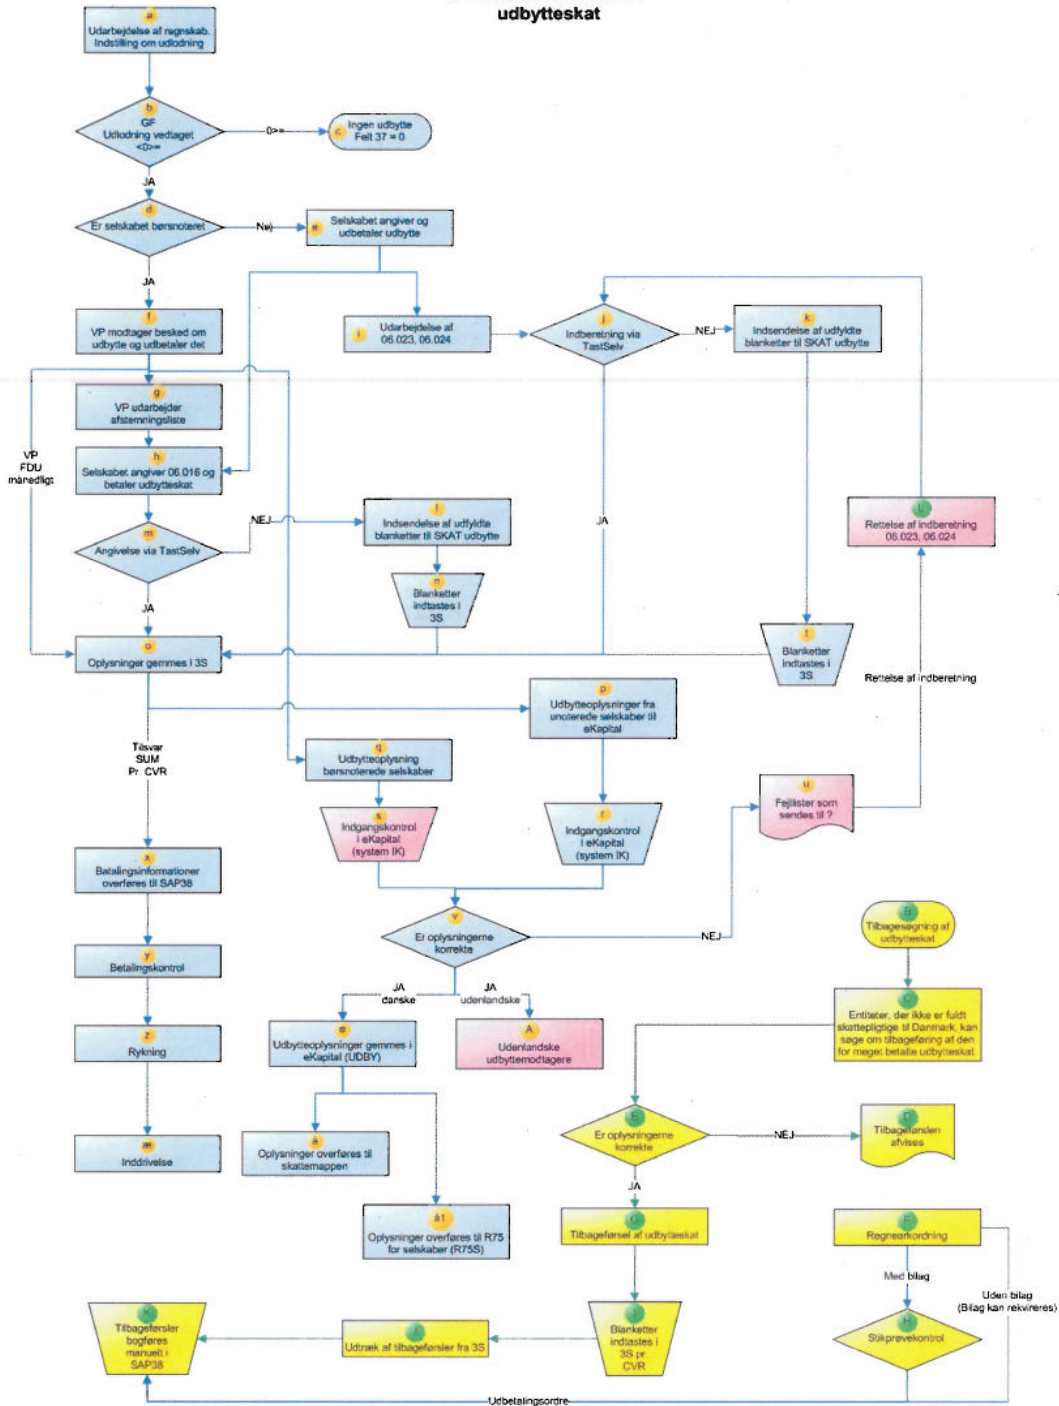 udbytteskat
a
Udarbejdelse af regnskab.
Indstilling om udlodning
b
GF
Udlodning vedtaget
<0>=
0>=
c
Ingen udbytte
Felt 37 = 0
JA
d
Er selskabet børsnoteret
Nej
e
Selskabet angiver og
udbetaler udbytte
JA
f
VP modtager besked om
udbytte og udbetaler det
i
Udarbejdelse af
06.023, 06.024
j
Indberetning via
TastSelv
NEJ
k
Indsendelse af udfyldte
blanketter til SKAT udbytte
g
VP udarbejder
afstemningsliste
VP
FDU
månedligt
h
Selskabet angiver 06.016 og
betaler udbytteskat
NEJ
l
Indsendelse af udfyldte
blanketter til SKAT udbytte
JA
L
Rettelse af indberetning
06.023, 06.024
m
Angivelse via TastSelv
n
Blanketter
indtastes i
3S
JA
o
Oplysninger gemmes i 3S
t
Blanketter
indtastes i
3S
Rettelse af indberetning
p
Udbytteoplysninger fra
unoterede selskaber til
eKapital
Tilsvar
SUM
Pr. CVR
q
Udbytteoplysning
børsnoterede selskaber
s
Indgangskontrol
i eKapital
(system IK)
r
Indgangskontrol
i eKapital
(system IK)
u
Fejllister som
sendes til ?
x
Betalingsinformationer
overføres til SAP38
v
Er oplysningerne
korrekte
NEJ
B
Tilbagesøgning af
udbytteskat
y
Betalingskontrol
JA
danske
JA
udenlandske
C
Entiteter, der ikke er fuldt
skattepligtige til Danmark, kan
søge om tilbageføring af den
for meget betalte udbytteskat
z
Rykning
ø
Udbytteoplysninger gemmes i
eKapital (UDBY)
A
Udenlandske
udbyttemodtagere
E
Er oplysningerne
korrekte
NEJ
D
Tilbageførslen
afvises
æ
Inddrivelse
å
Oplysninger overføres til
skattemappen
JA
å1
Oplysninger overføres til R75
for selskaber (R75S)
G
Tilbageførsel af udbytteskat
F
Regnearkordning
Med bilag
Uden bilag
(Bilag kan rekvireres)
K
Tilbageførsler
bogføres
manuelt i
SAP38
J
Udtræk af tilbageførsler fra 3S
I
Blanketter
indtastes i
3S pr
CVR
H
Stikprøvekontrol
Udbetalingsordre